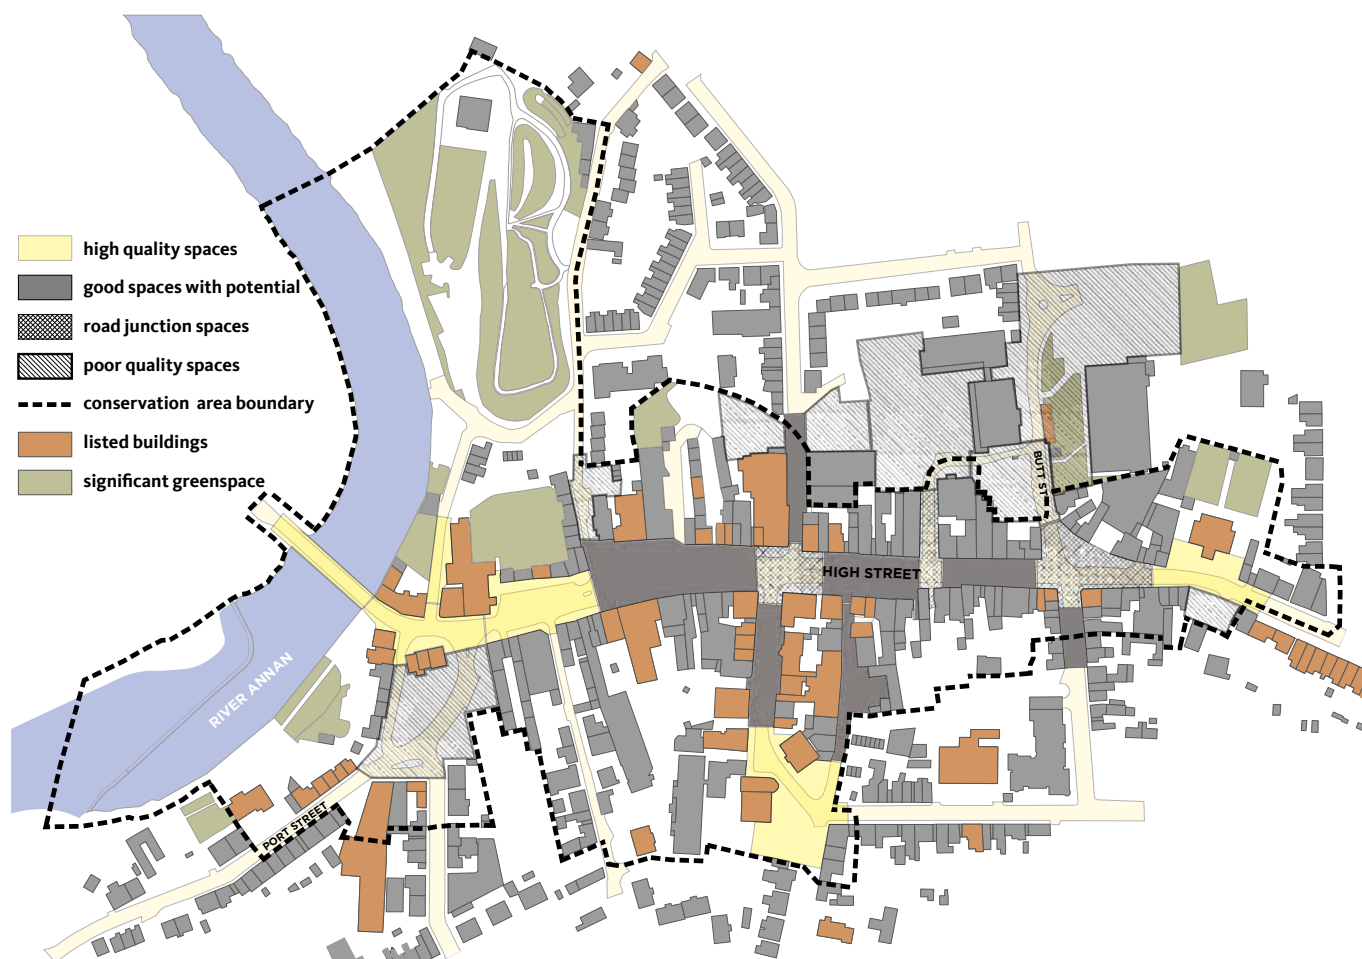 high quality spaces
good spaces with potential
road junction spaces
poor quality spaces
conservation area boundary
listed buildings
significant greenspace
BUTT ST
HIGH STREET
RIVER ANNAN
PORT STREET